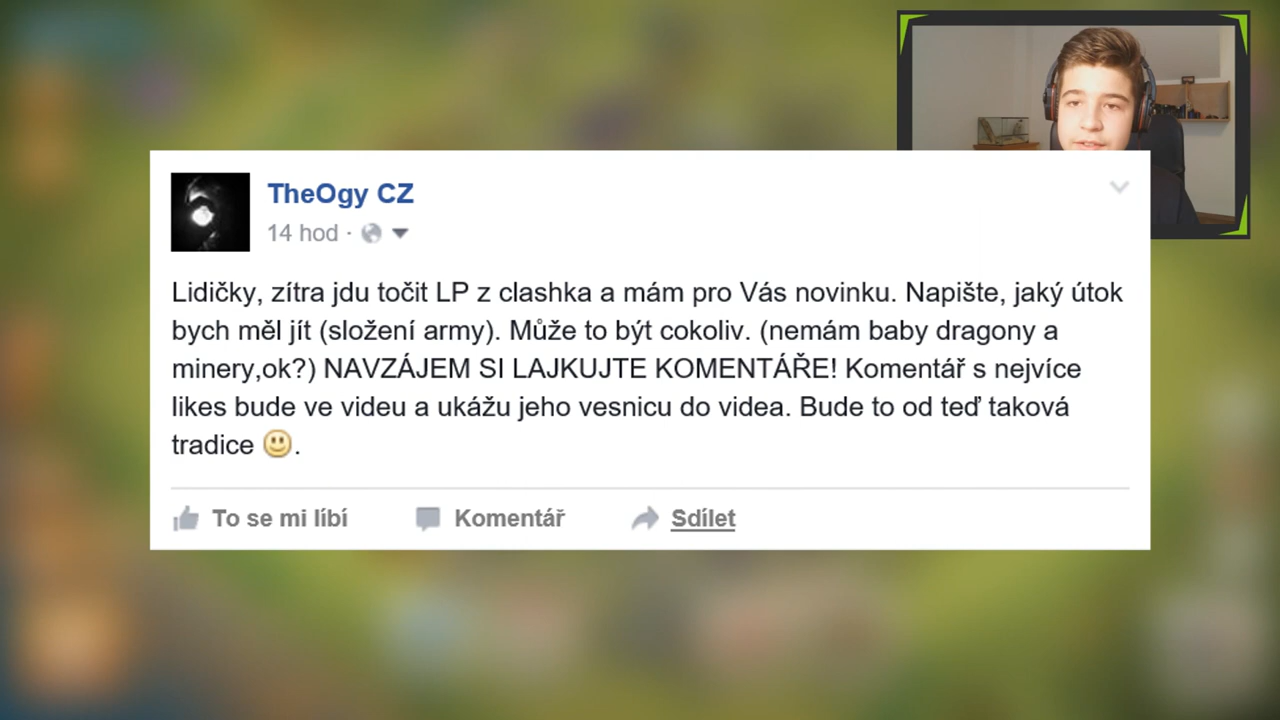 TheOgy CZ
14 hod ·
Lidičky, zítra jdu točit LP z clashka a mám pro Vás novinku. Napište, jaký útok
bych měl jít (složení army). Může to být cokoliv. (nemám baby dragony a
minery,ok?) NAVZÁJEM SI LAJKUJTE KOMENTÁŘE! Komentář s nejvíce
likes bude ve videu a ukážu jeho vesnicu do videa. Bude to od teď taková
tradice 🙂.
To se mi líbí Komentář Sdílet